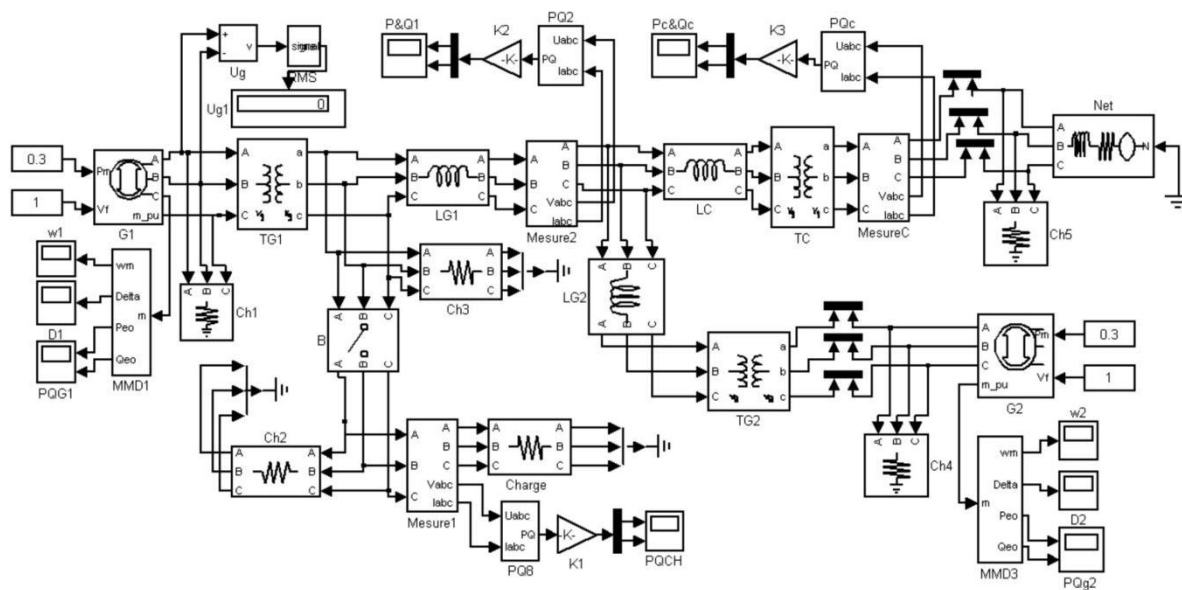 P&Q1
K2
PQ2
Pc&Qc
K3
PQc
+
-
v
Ug
signal
RMS
-K-
PQ
Uabc
Iabc
-K-
PQ
Uabc
Iabc
Ug1
0
Net
A
B
C
N
0.3
1
Pm
Vf
A
B
C
m_pu
G1
A
B
C
a
b
c
TG1
A
B
C
A
B
C
LG1
A
B
C
A
B
C
Vabc
Iabc
Mesure2
A
B
C
A
B
C
LC
A
B
C
a
b
c
TC
A
B
C
A
B
C
Vabc
Iabc
MesureC
A B C
Ch5
w1
wm
Delta
Peo
Qeo
m
D1
PQG1
MMD1
A B C
Ch1
A
B
C
A
B
C
Ch3
A B C
LG2
A B C
A B C
B
A B C
A
B
C
a
b
c
TG2
A
B
C
m_pu
Pm
Vf
G2
0.3
1
Ch2
A
B
C
A
B
C
A
B
C
A
B
C
Vabc
Iabc
Mesure1
A
B
C
A
B
C
Charge
A B C
Ch4
w2
wm
Delta
m
Peo
Qeo
D2
MMD3
PQg2
Uabc
PQ
Iabc
PQ8
-K-
K1
PQCH